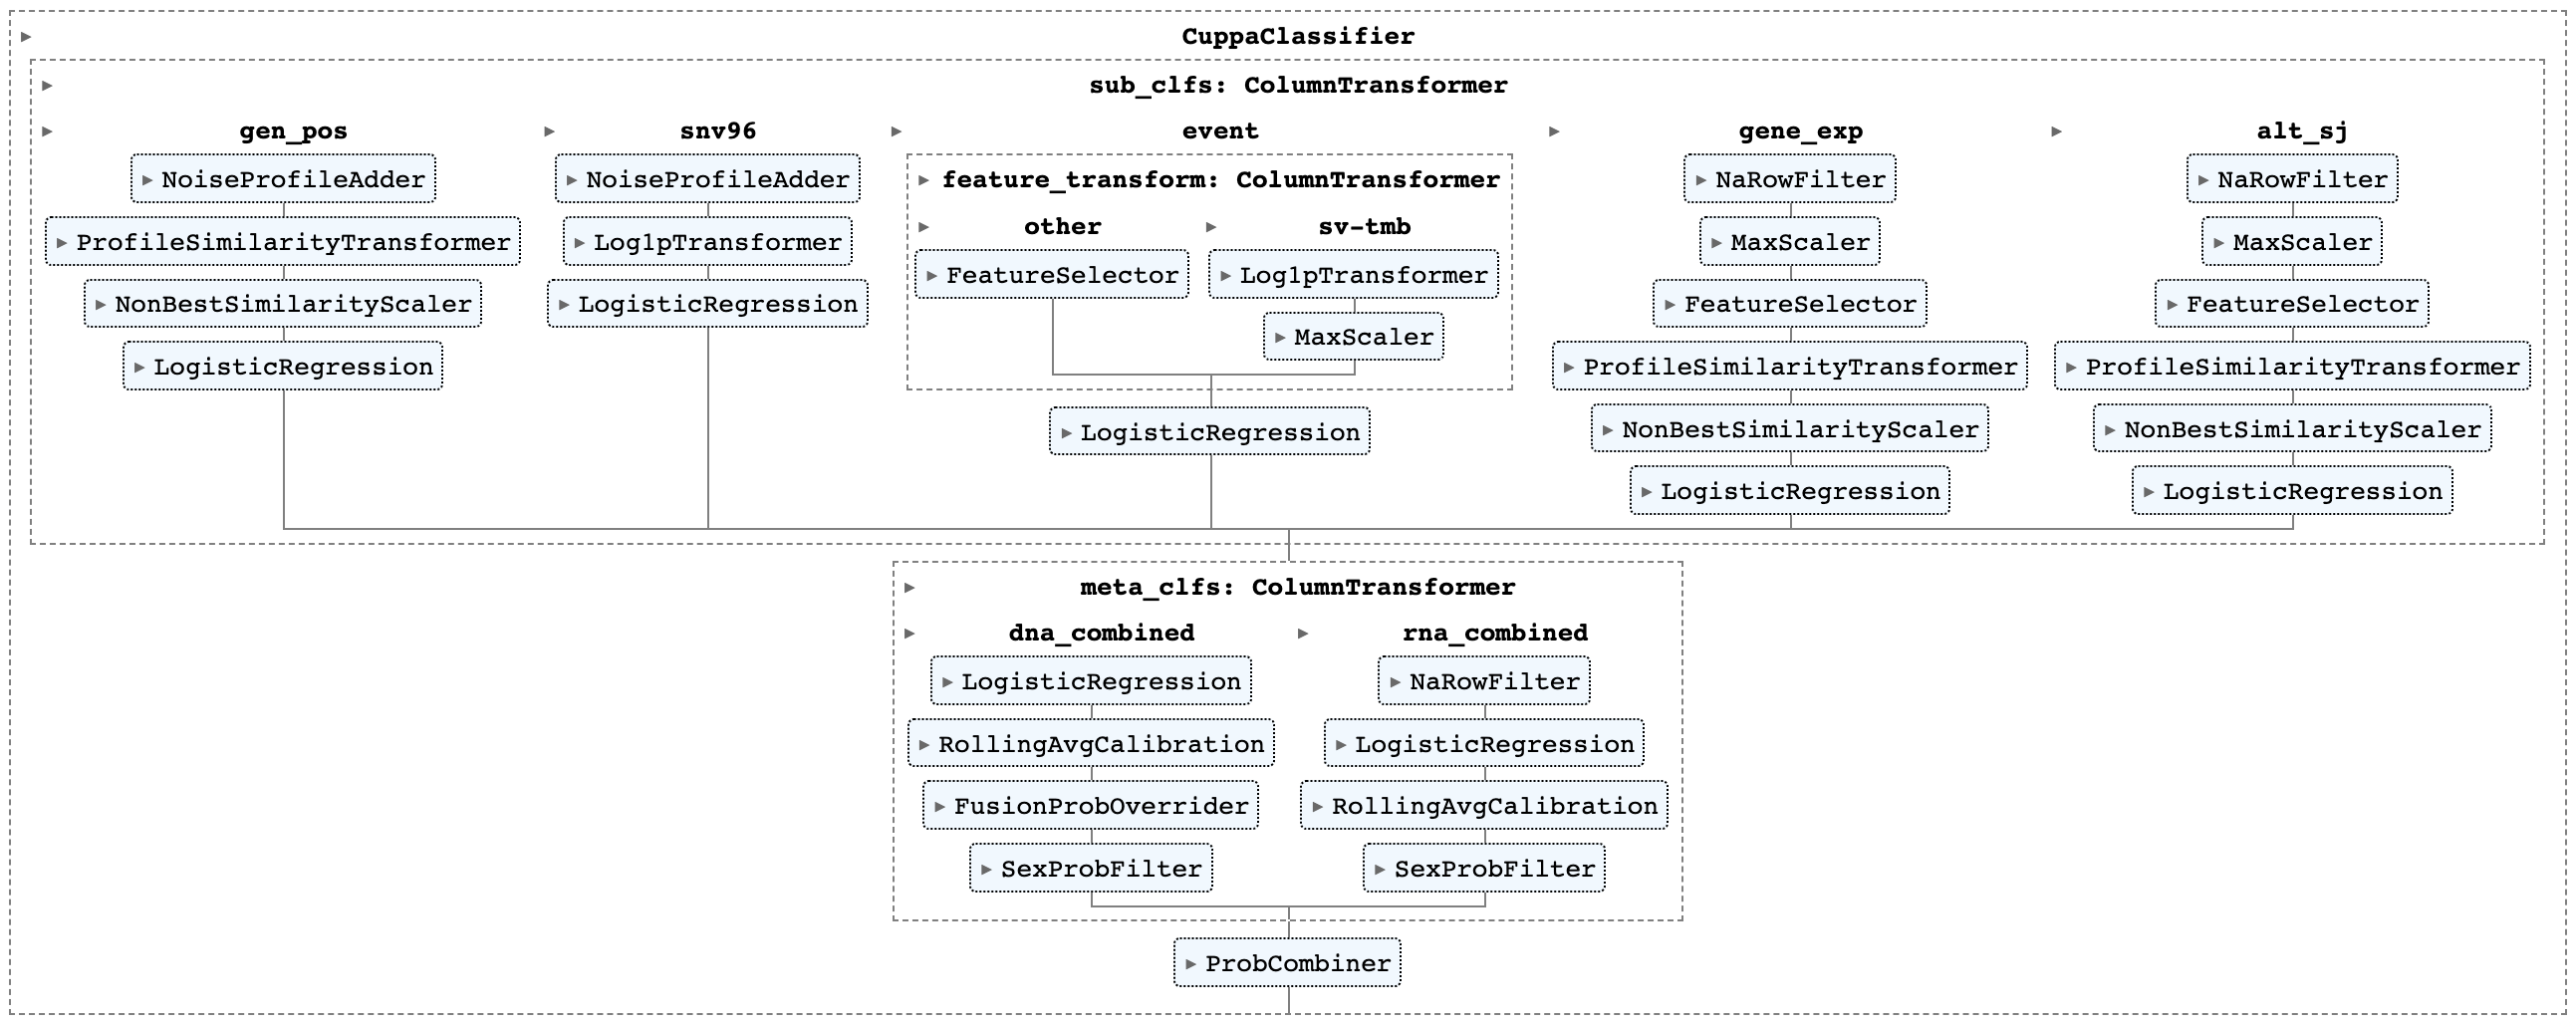 CuppaClassifier
sub_clfs: ColumnTransformer
gen_pos
NoiseProfileAdder
ProfileSimilarityTransformer
NonBestSimilarityScaler
LogisticRegression
snv96
NoiseProfileAdder
Log1pTransformer
LogisticRegression
event
feature_transform: ColumnTransformer
other
FeatureSelector
sv-tmb
Log1pTransformer
MaxScaler
LogisticRegression
gene_exp
NaRowFilter
MaxScaler
FeatureSelector
ProfileSimilarityTransformer
NonBestSimilarityScaler
LogisticRegression
alt_sj
NaRowFilter
MaxScaler
FeatureSelector
ProfileSimilarityTransformer
NonBestSimilarityScaler
LogisticRegression
meta_clfs: ColumnTransformer
dna_combined
LogisticRegression
RollingAvgCalibration
FusionProbOverrider
SexProbFilter
rna_combined
NaRowFilter
LogisticRegression
RollingAvgCalibration
SexProbFilter
ProbCombiner